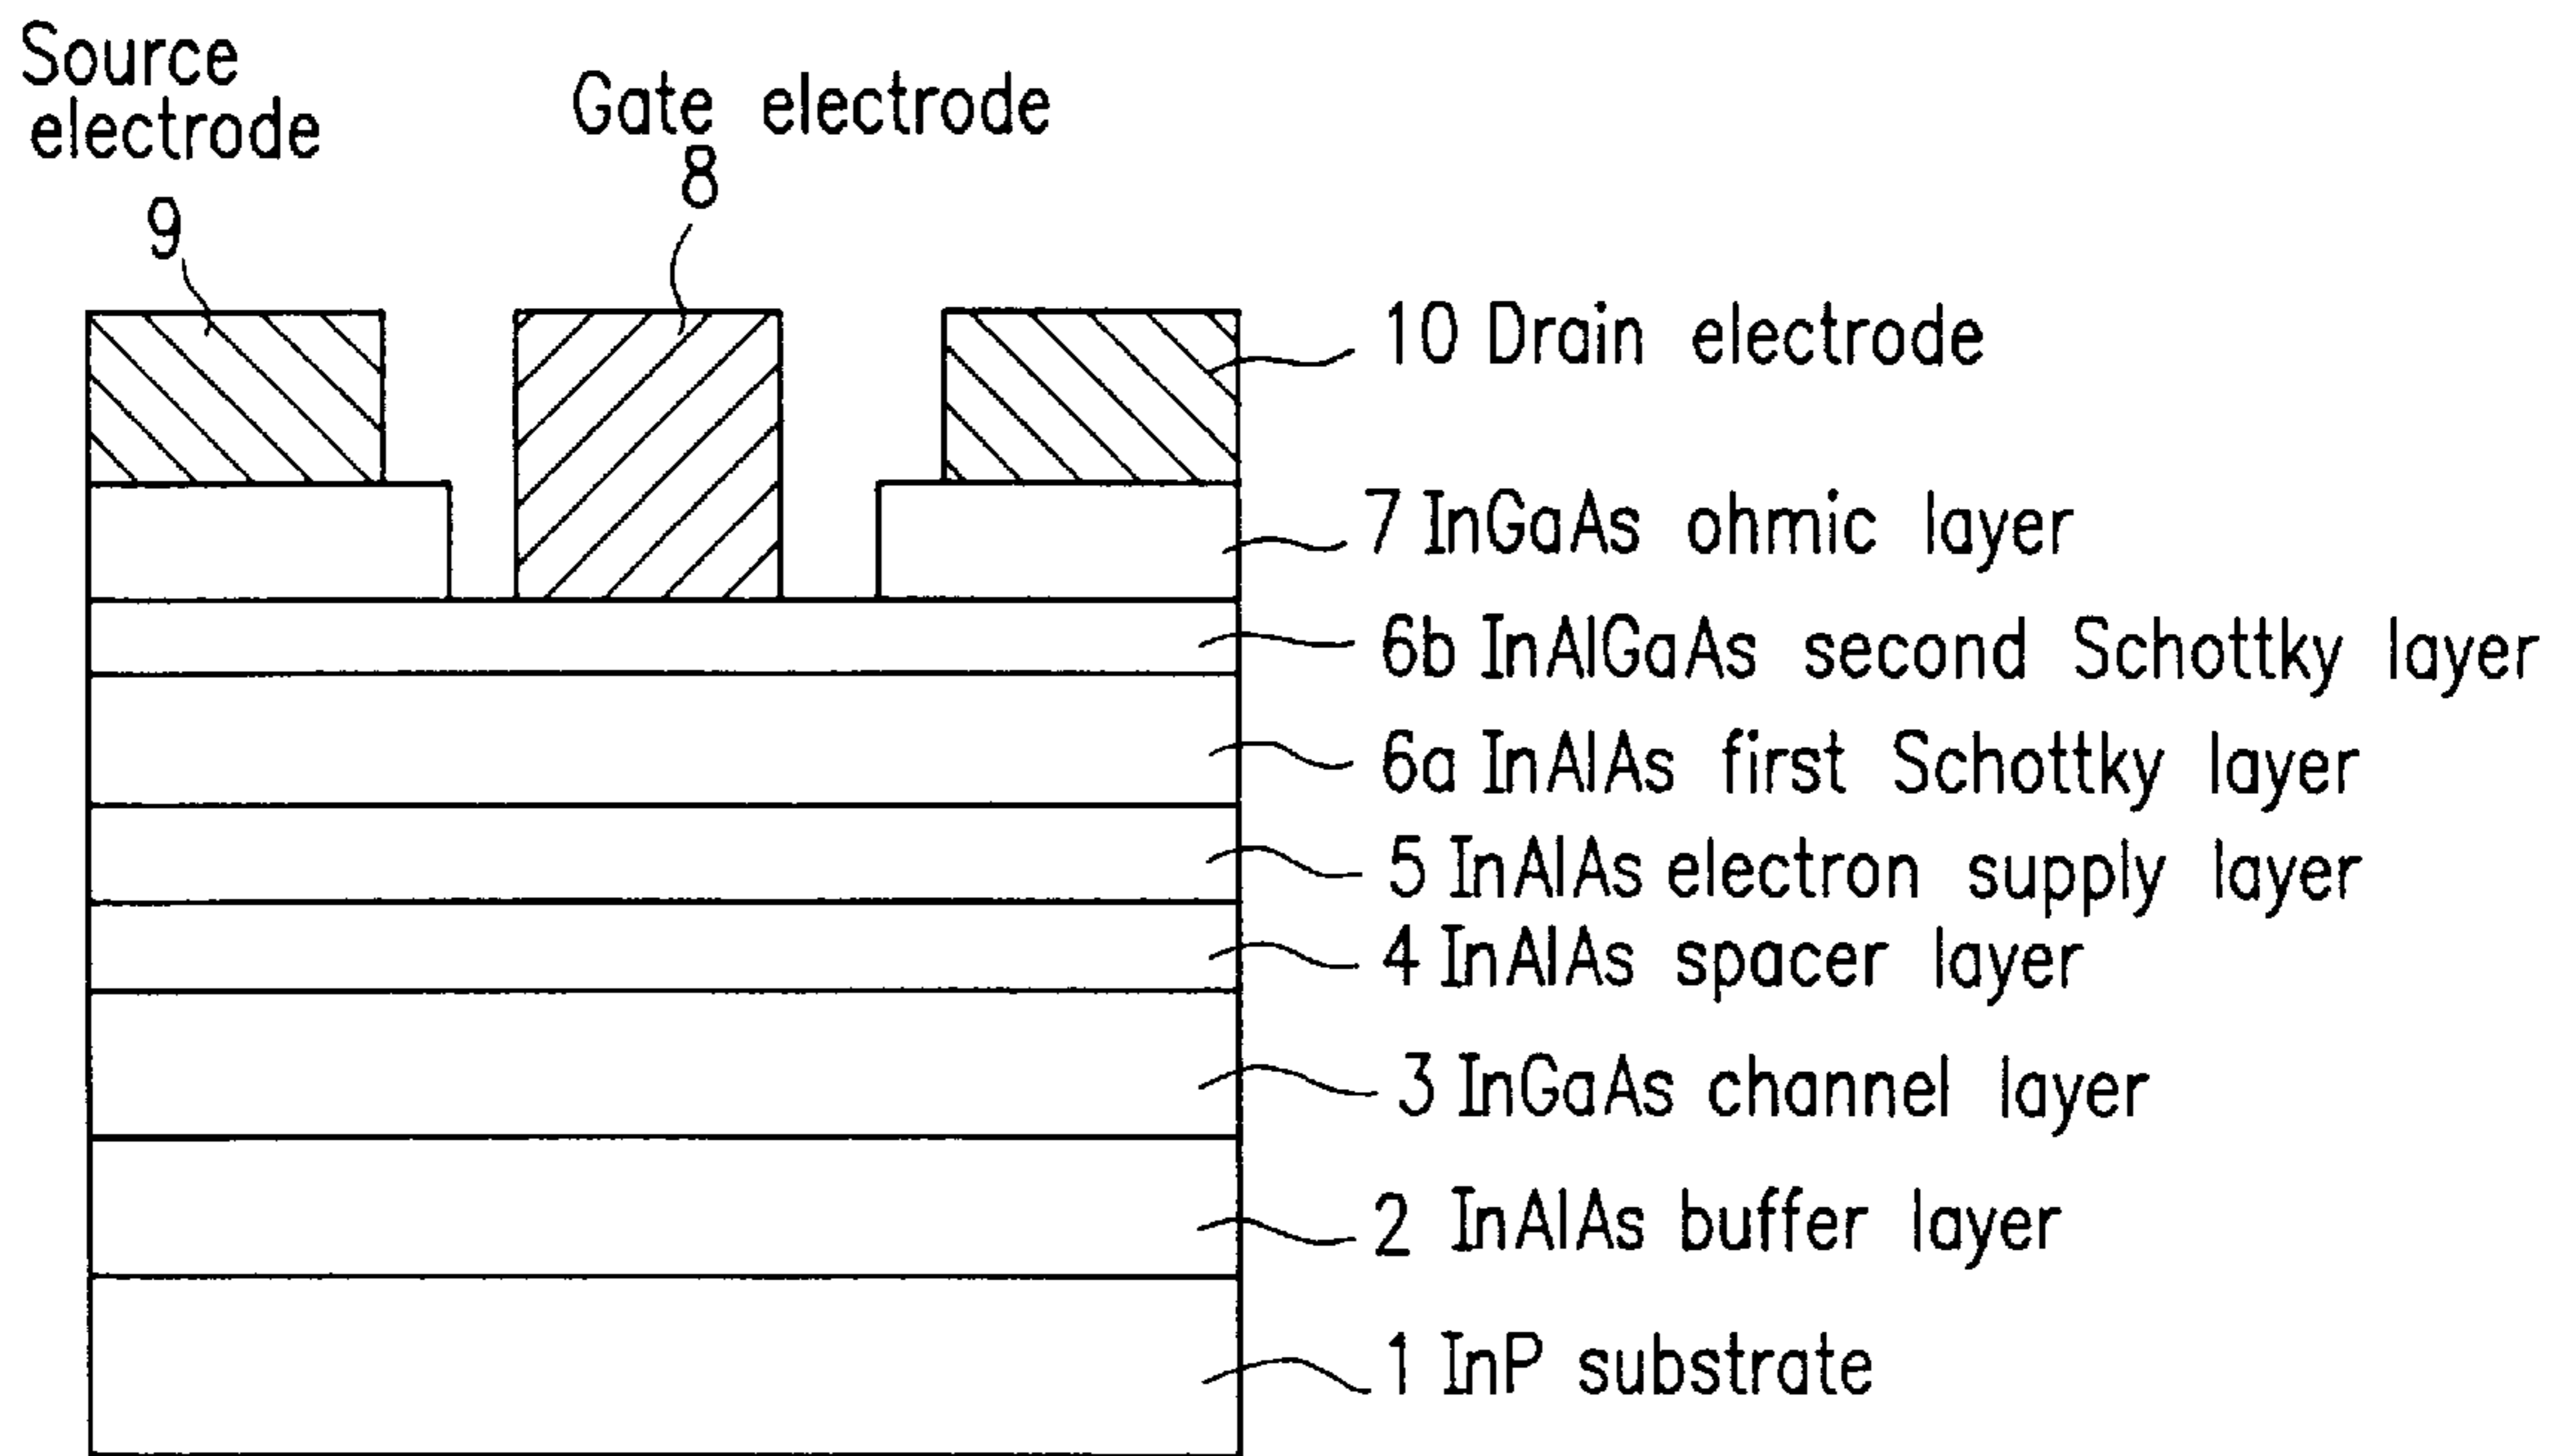 Source
electrode
9
Gate electrode
8
10 Drain electrode
7 InGaAs ohmic layer
6b InAlGaAs second Schottky layer
6a InAlAs first Schottky layer
5 InAlAs electron supply layer
4 InAlAs spacer layer
3 InGaAs channel layer
2 InAlAs buffer layer
1 InP substrate